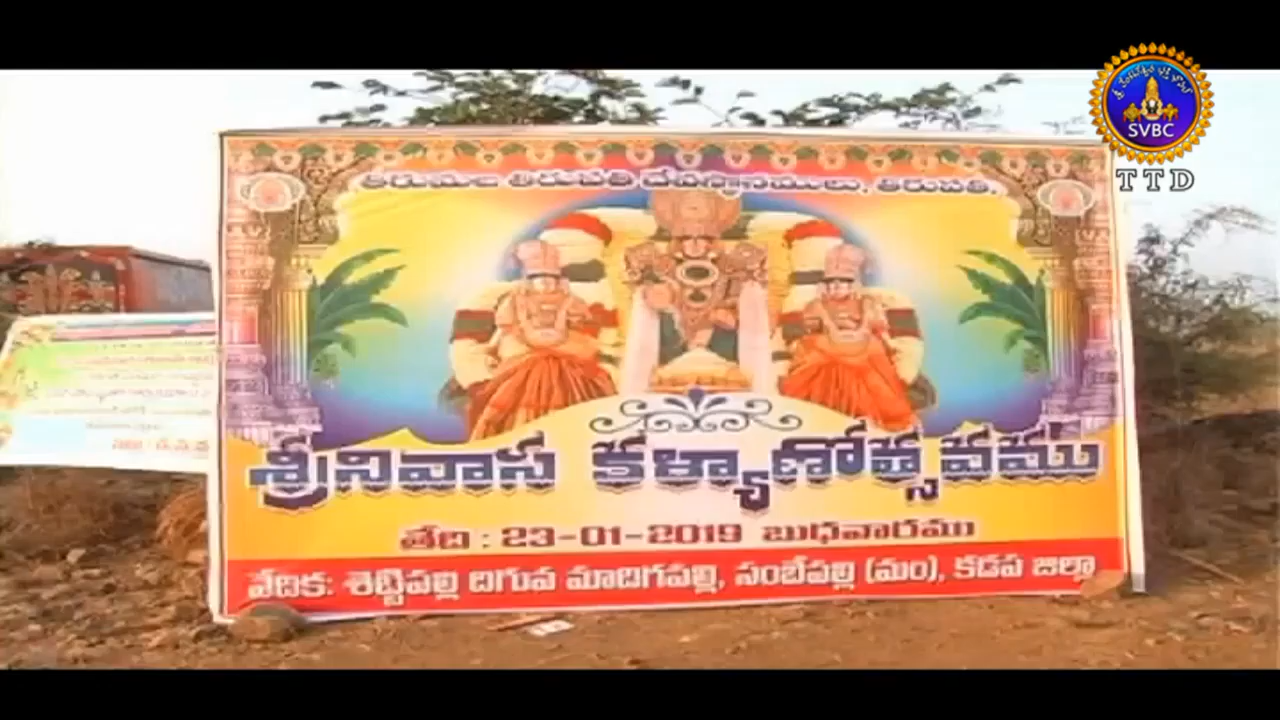 తిరుమల తిరుపతి దేవస్థానములు, తిరుపతి.
శ్రీనివాస కళ్యాణోత్సవము
తేది : 23-01-2019 బుధవారము
వేదిక: శెట్టిపల్లి దిగువ మాదిగపల్లి, సంబేపల్లి (మం), కడప జిల్లా
SVBC
TTD